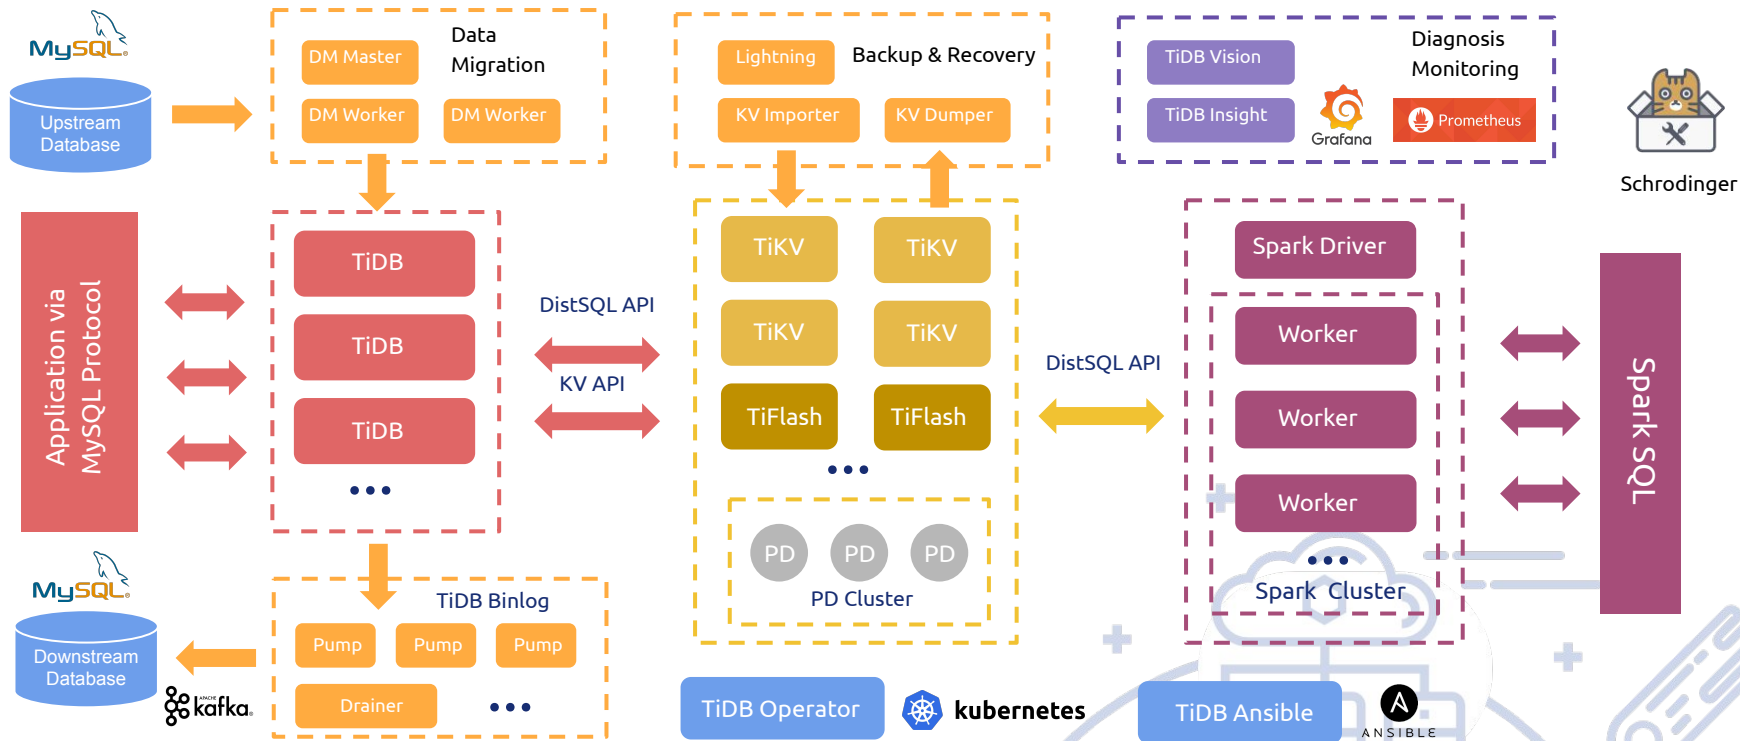 MySQL®
Upstream
Database
DM Master
Data
Migration
DM Worker
DM Worker
Lightning
Backup & Recovery
KV Importer
KV Dumper
TiDB Vision
Diagnosis
Monitoring
TiDB Insight
Grafana
Prometheus
Schrodinger
Application via
MySQL Protocol
TiDB
TiDB
TiDB
DistSQL API
KV API
TiKV
TiKV
TiKV
TiKV
TiFlash
TiFlash
PD
PD
PD
PD Cluster
DistSQL API
Spark Driver
Worker
Worker
Worker
Spark Cluster
Spark SQL
MySQL®
Downstream
Database
APACHE
kafka®
TiDB Binlog
Pump
Pump
Pump
Drainer
TiDB Operator
kubernetes
TiDB Ansible
A
ANSIBLE